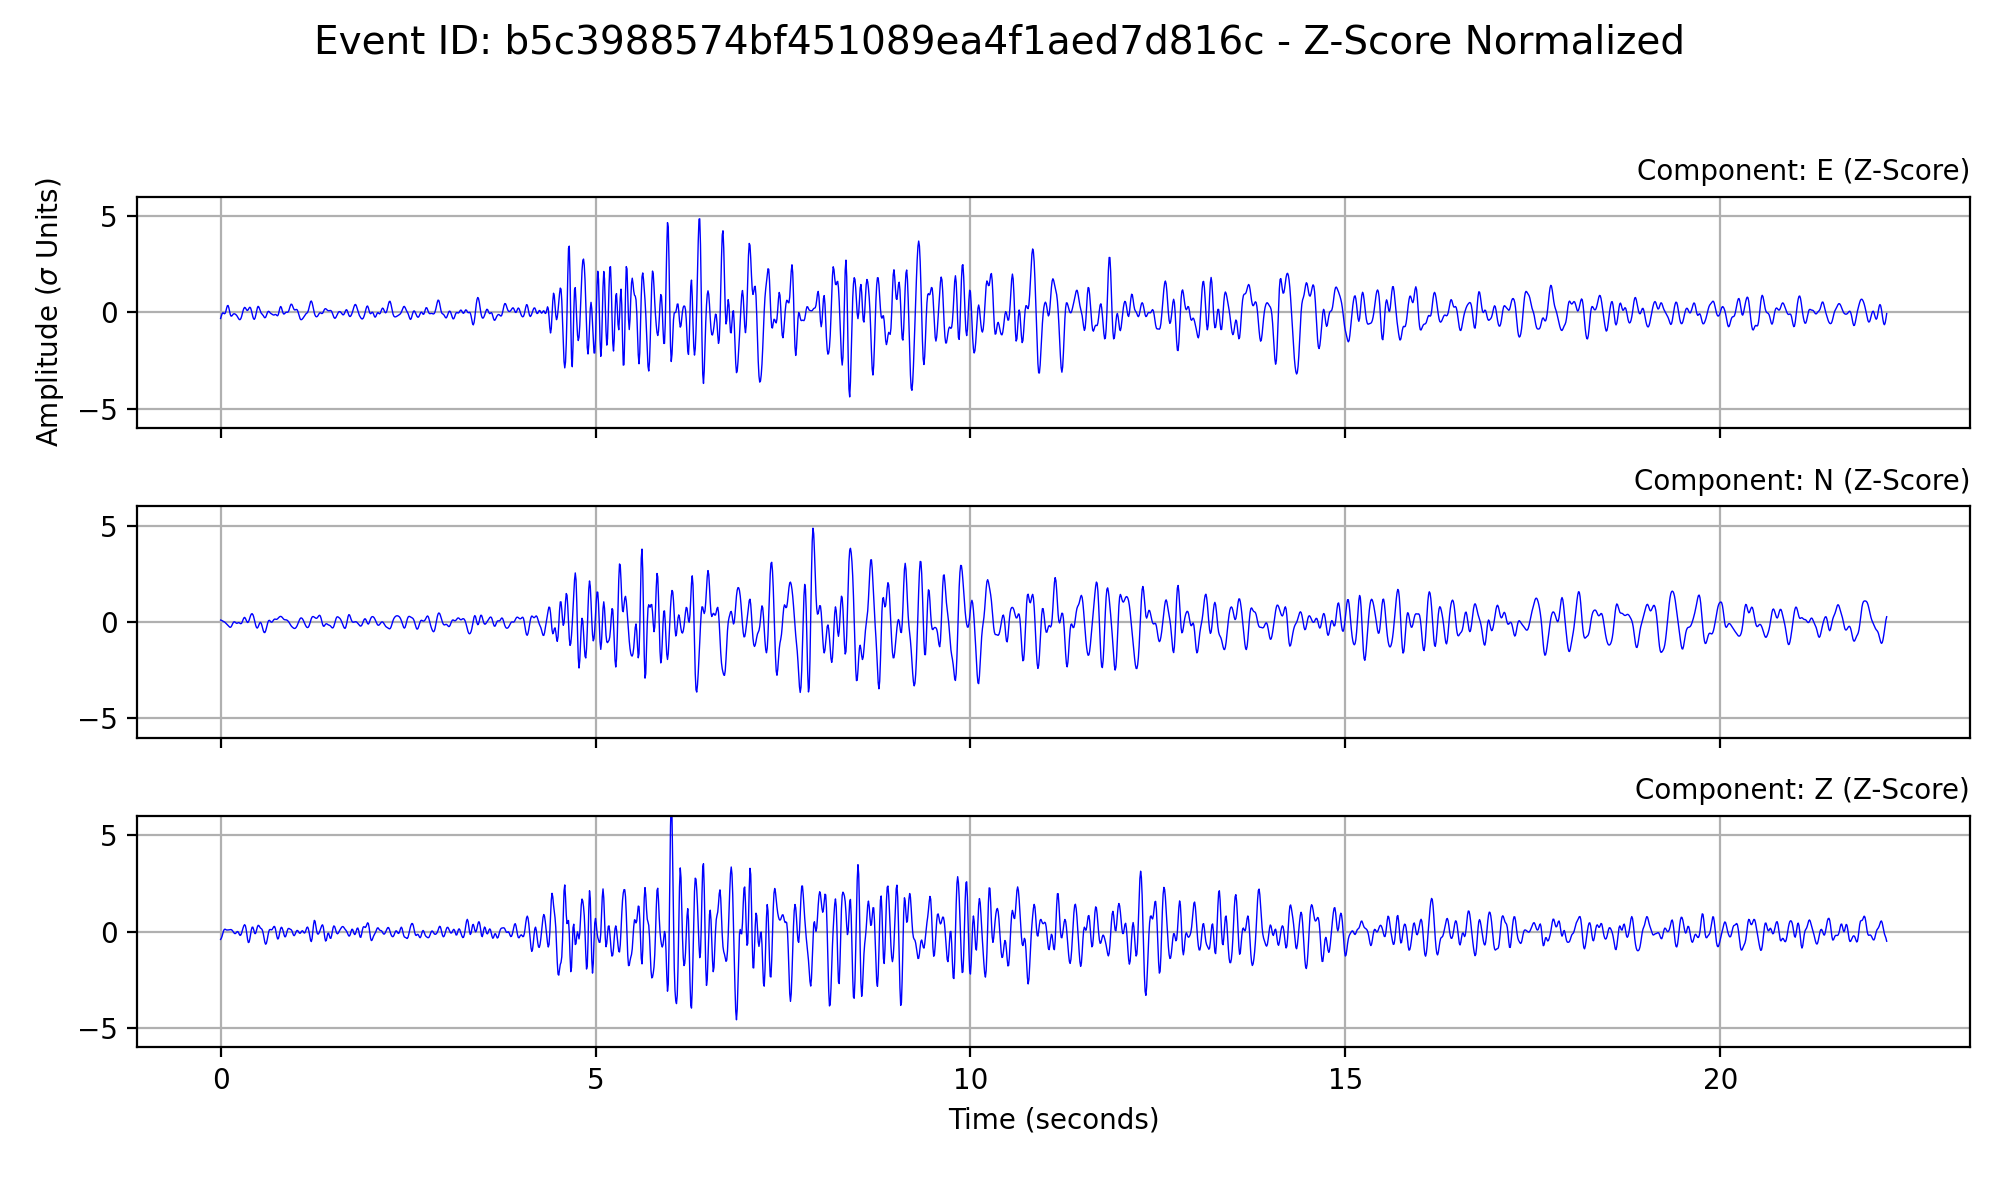 Event ID: b5c3988574bf451089ea4f1aed7d816c - Z-Score Normalized
Component: E (Z-Score)
Amplitude (σ Units)
5
0
−5
Component: N (Z-Score)
5
0
−5
Component: Z (Z-Score)
5
0
−5
0 5 10 15 20
Time (seconds)